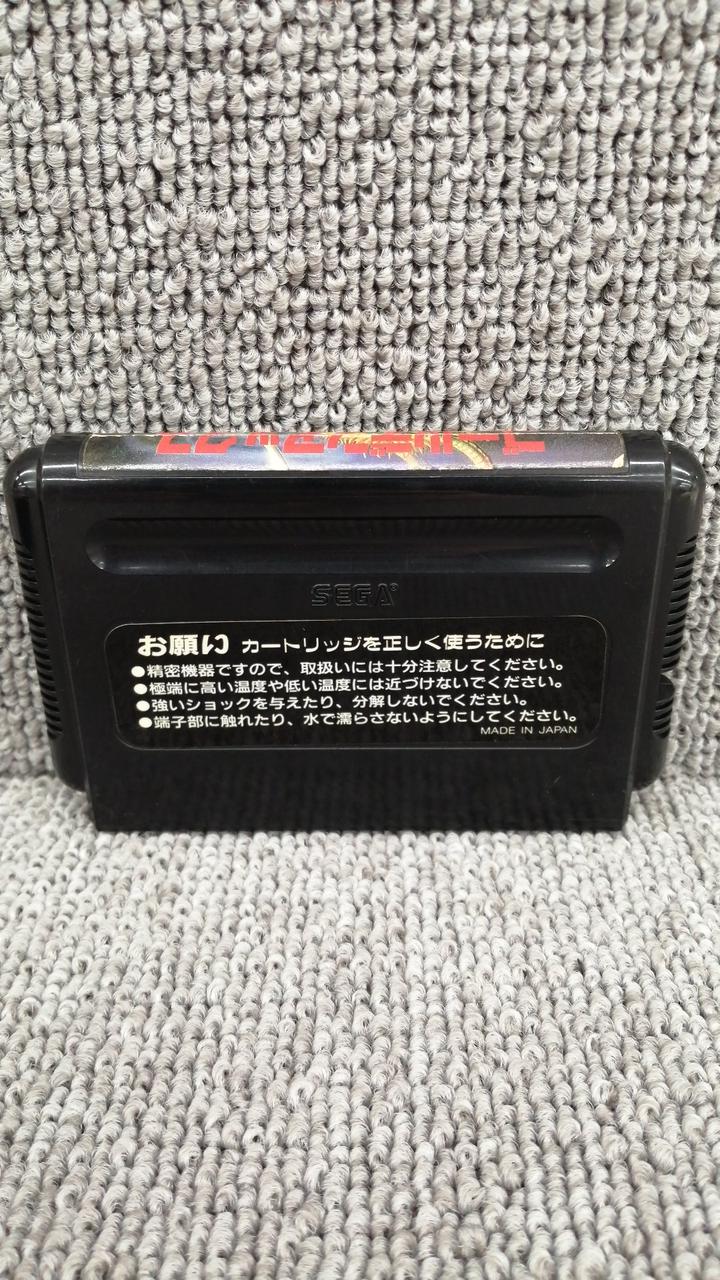 SEGA®
お願い カートリッジを正しく使うために
●精密機器ですので、取扱いには十分注意してください。
●極端に高い温度や低い温度には近づけないでください。
●強いショックを与えたり、分解しないでください。
●端子部に触れたり、水で濡らさないようにしてください。
MADE IN JAPAN